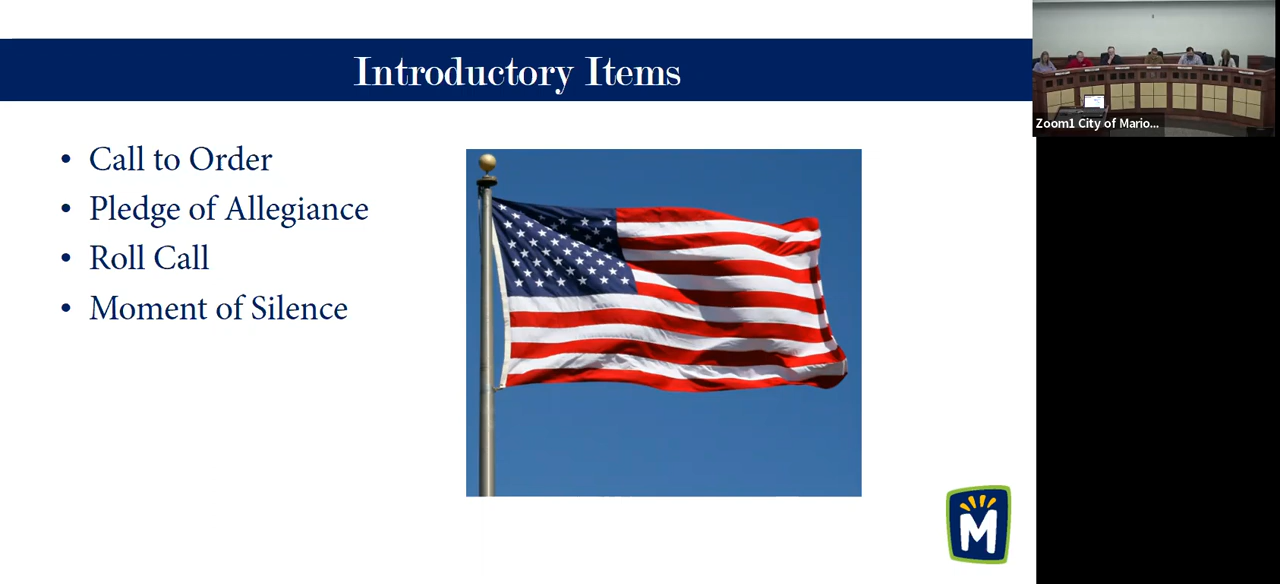 Introductory Items
• Call to Order
• Pledge of Allegiance
• Roll Call
• Moment of Silence
M
Zoom1 City of Mario...